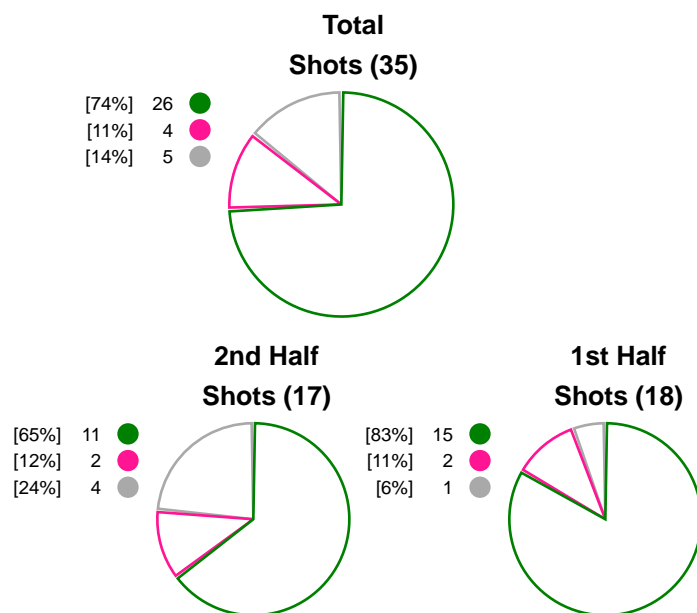 Total
Shots (35)
[74%] 26
[11%] 4
[14%] 5
2nd Half
Shots (17)
[65%] 11
[12%] 2
[24%] 4
1st Half
Shots (18)
[83%] 15
[11%] 2
[6%] 1